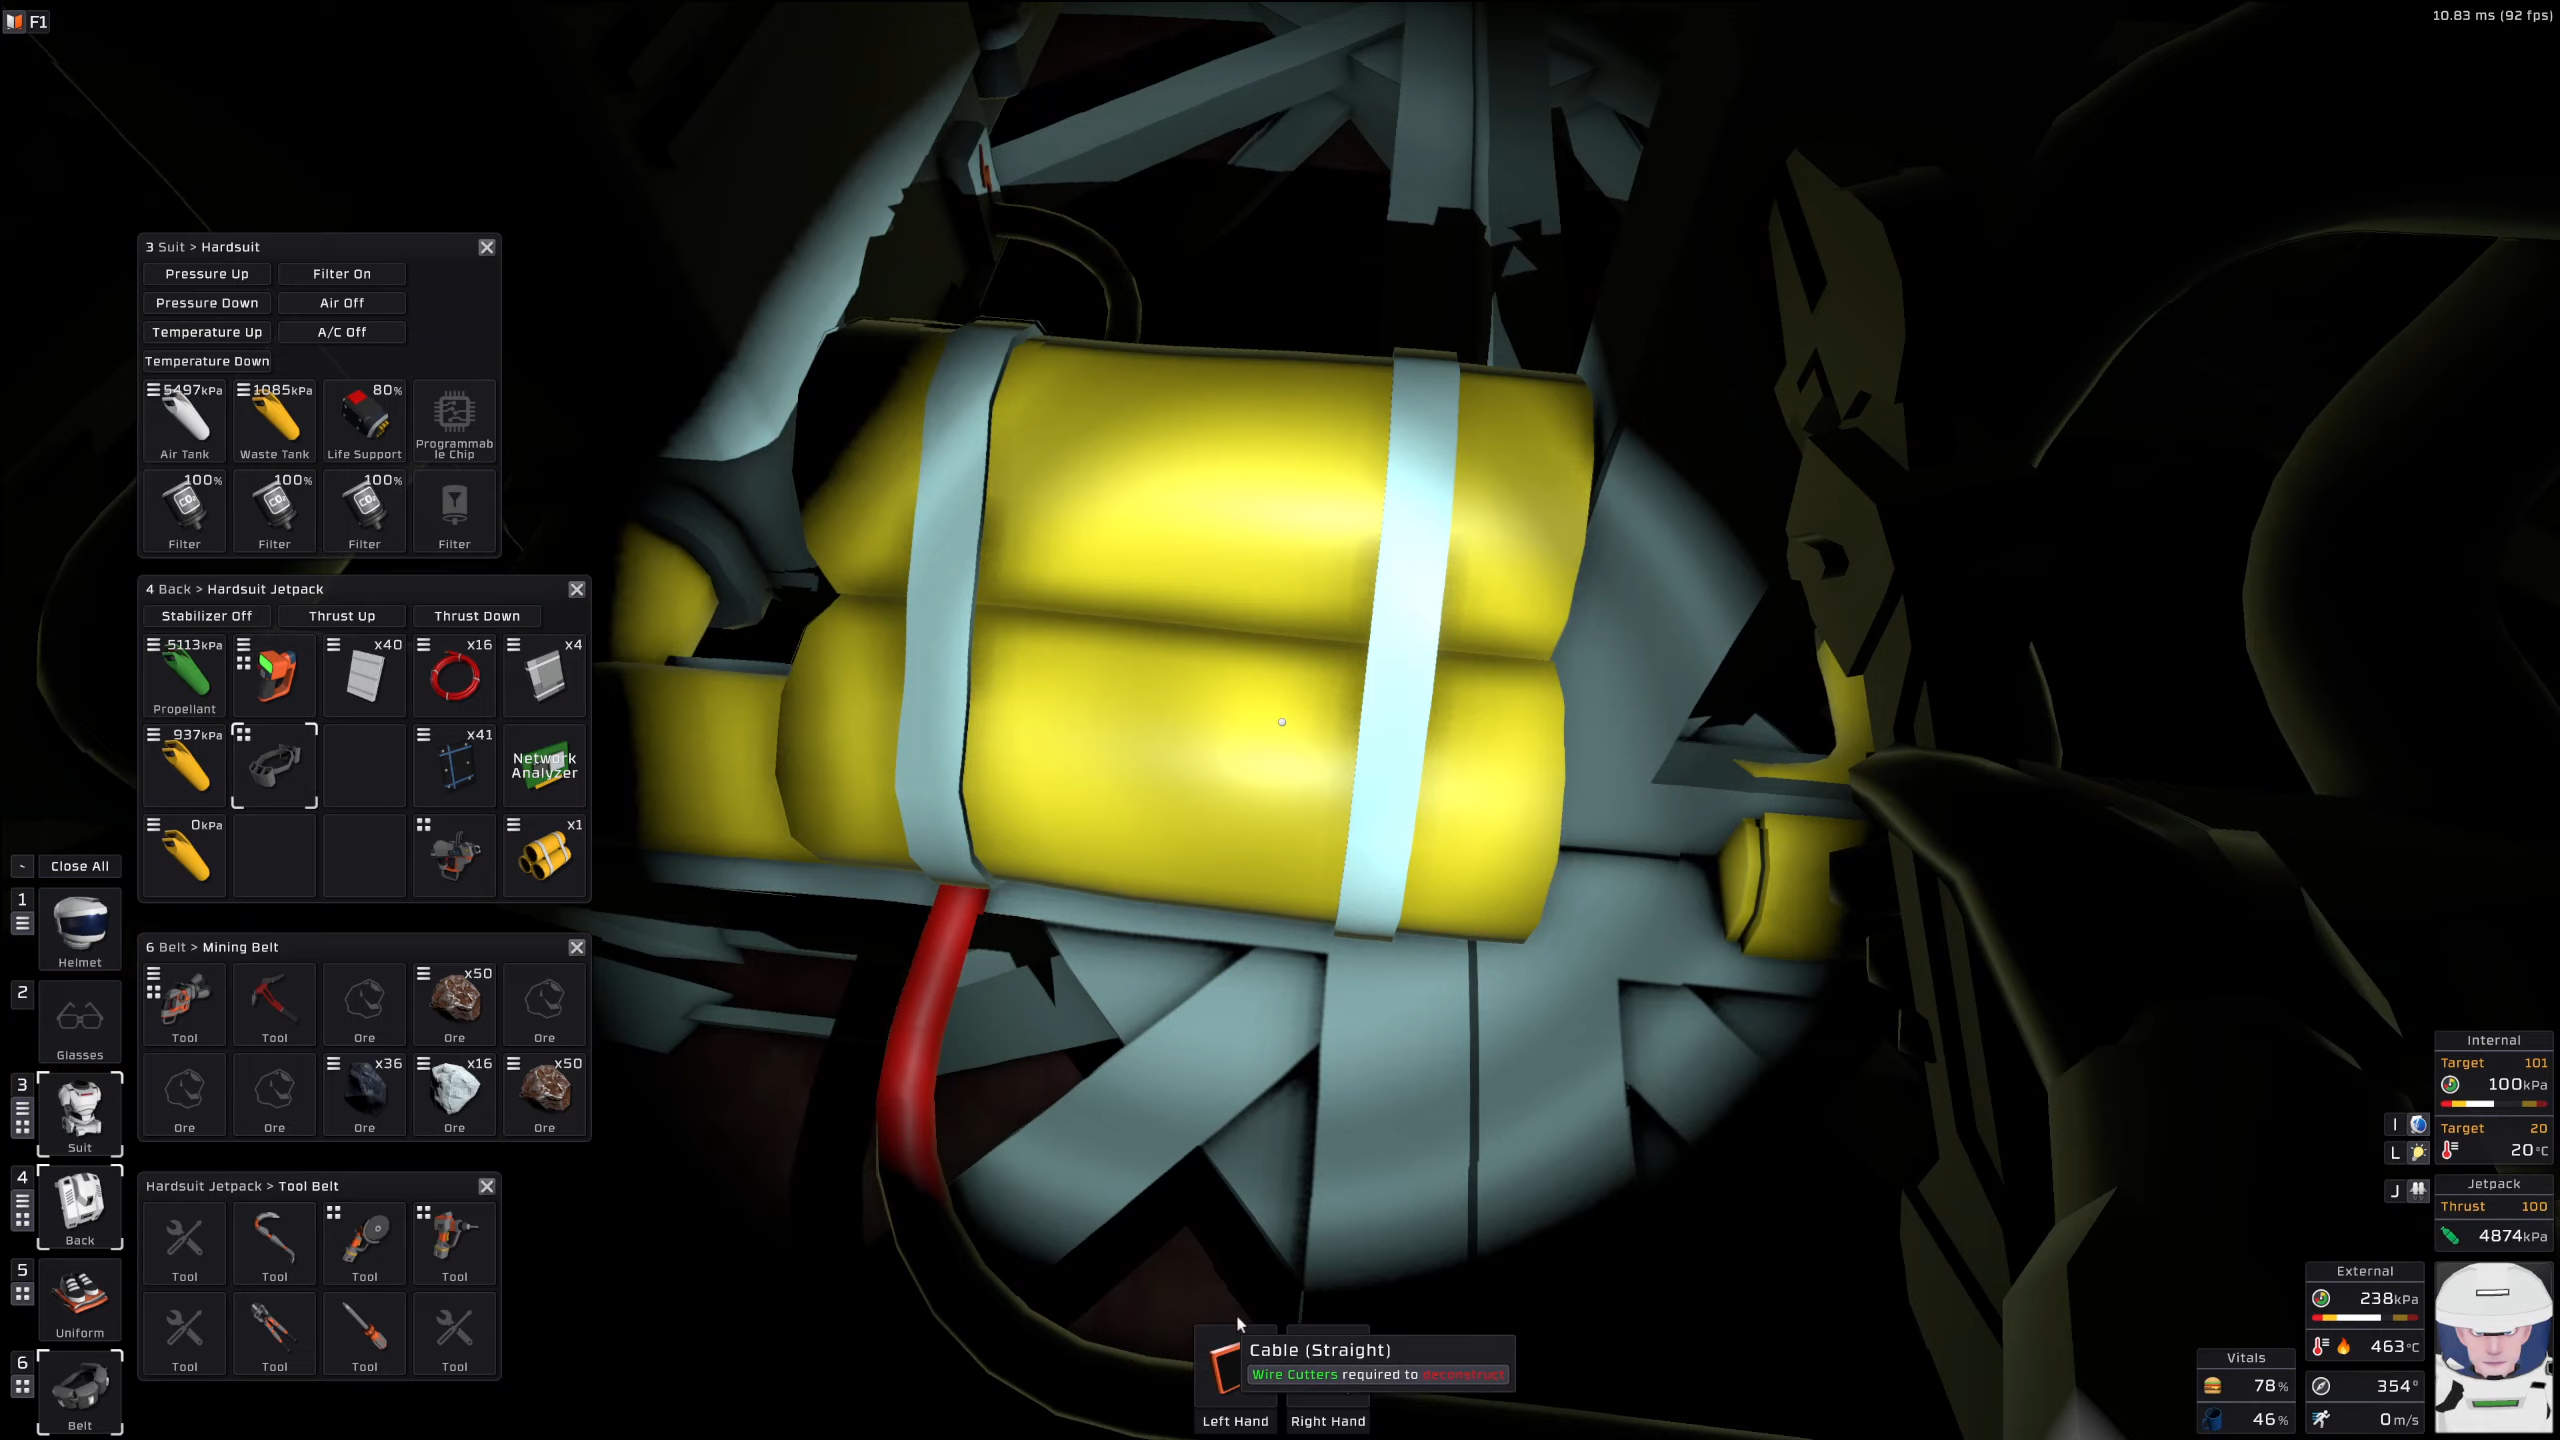 F1
10.83 ms (92 fps)
3 Suit > Hardsuit
Pressure Up
Filter On
Pressure Down
Air Off
Temperature Up
A/C Off
Temperature Down
5497kPa
1085kPa
80%
Air Tank
Waste Tank
Life Support
Programmab
le Chip
100%
100%
100%
CO₂
CO₂
CO₂
Filter
Filter
Filter
Filter
4 Back > Hardsuit Jetpack
Stabilizer Off
Thrust Up
Thrust Down
5113kPa
x40
x16
x4
Propellant
937kPa
x41
Network
Analyzer
0kPa
x1
~
Close All
1
Helmet
2
Glasses
3
Suit
4
Back
5
Uniform
6
Belt
6 Belt > Mining Belt
x50
Tool
Tool
Ore
Ore
Ore
x36
x16
x50
Ore
Ore
Ore
Ore
Ore
Hardsuit Jetpack > Tool Belt
Tool
Tool
Tool
Tool
Tool
Tool
Tool
Tool
Cable (Straight)
Wire Cutters required to deconstruct
Left Hand
Right Hand
Internal
Target 101
100kPa
Target 20
20°C
I
L
J
Jetpack
Thrust 100
4874kPa
External
238kPa
463°C
354°
0m/s
Vitals
78%
46%